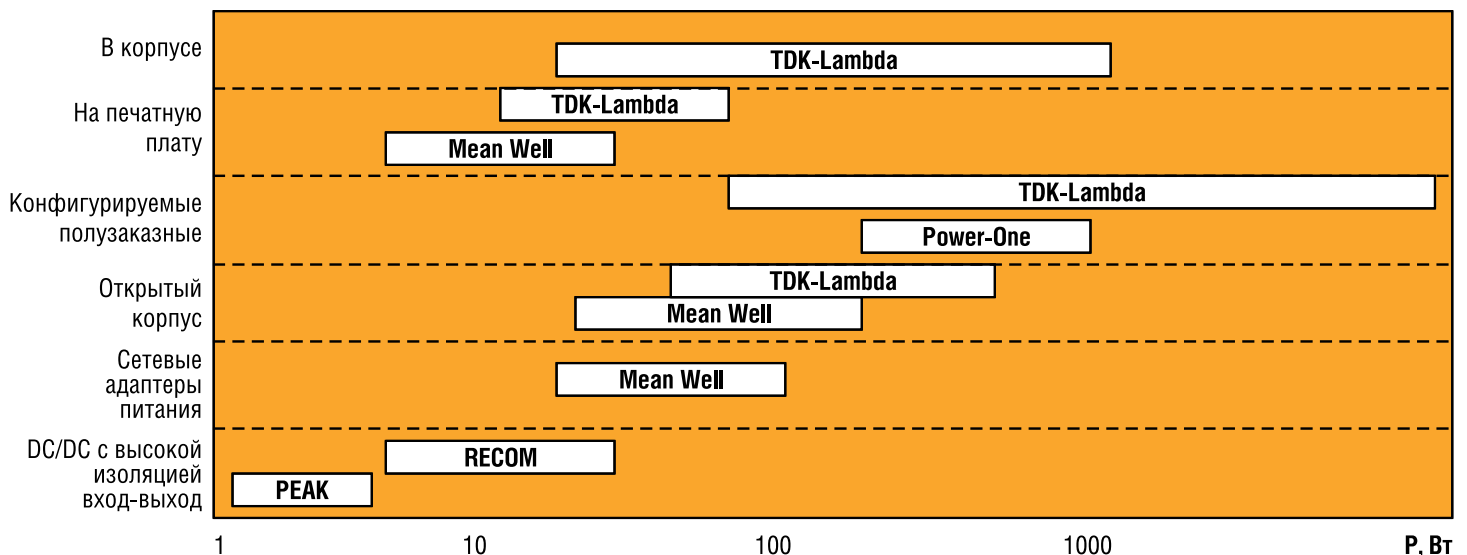 В корпусе
TDK-Lambda
На печатную
плату
TDK-Lambda
Mean Well
Конфигурируемые
полузаказные
TDK-Lambda
Power-One
Открытый
корпус
TDK-Lambda
Mean Well
Сетевые
адаптеры
питания
Mean Well
DC/DC с высокой
изоляцией
вход-выход
RECOM
PEAK
1 10 100 1000 Р, Вт